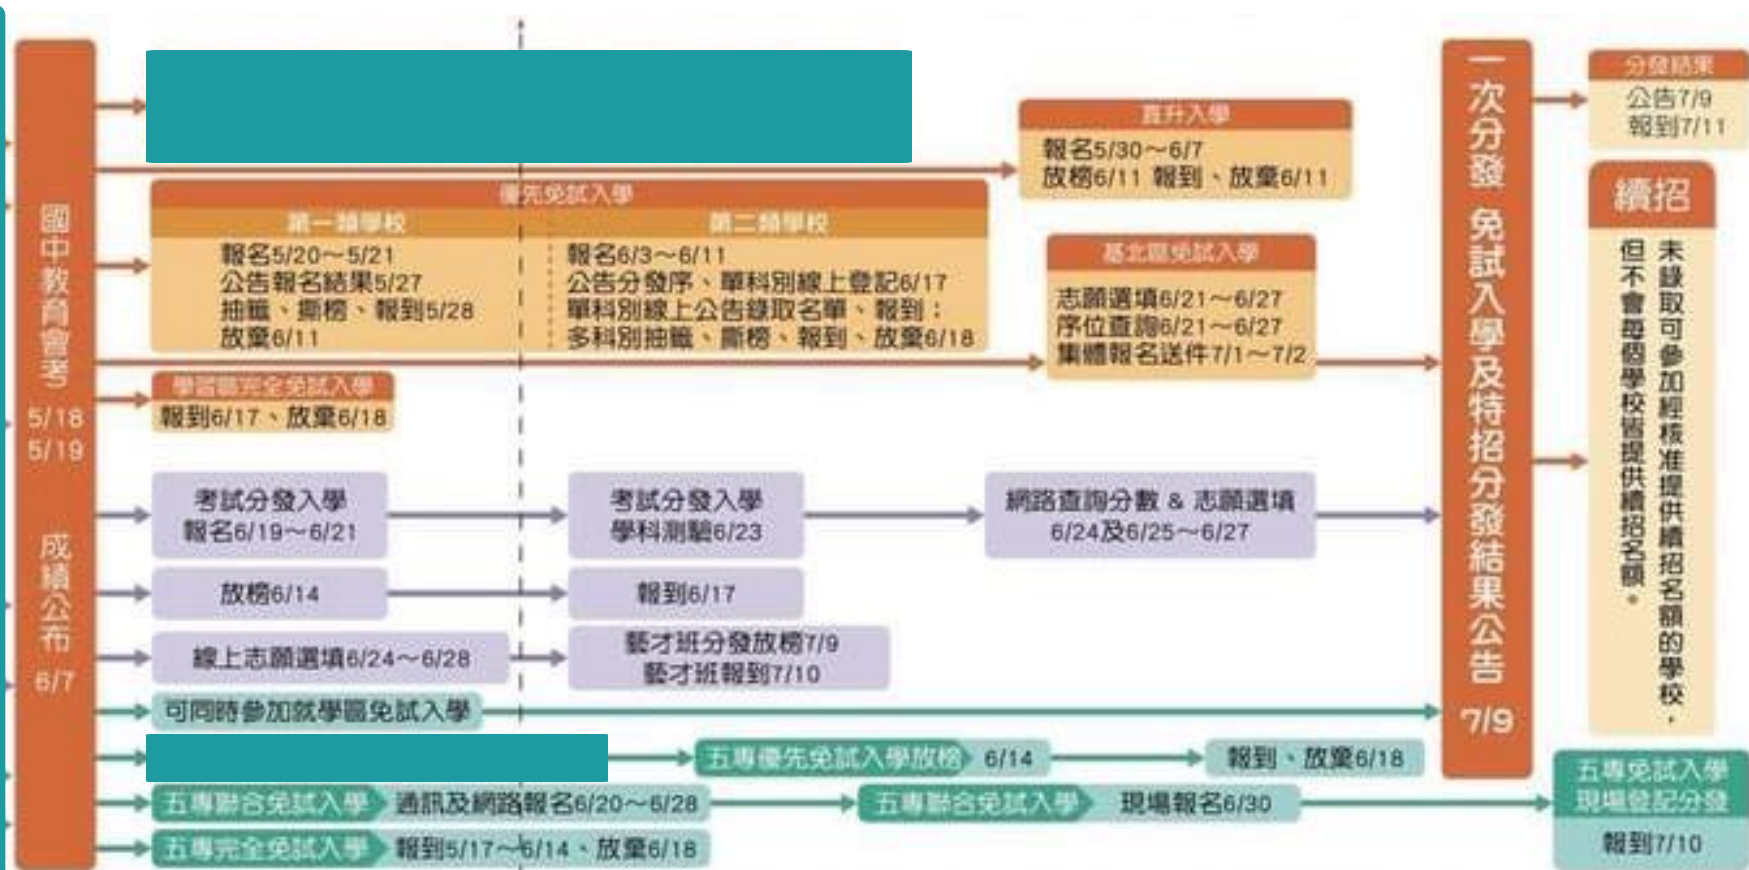 國中教育會考
5/18
5/19
成績公布
6/7
直升入學
報名5/30～6/7
放榜6/11 報到、放棄6/11
優先免試入學
第一類學校
報名5/20～5/21
公告報名結果5/27
抽籤、撕榜、報到5/28
放棄6/11
第二類學校
報名6/3～6/11
公告分發序、單科別線上登記6/17
單科別線上公告錄取名單、報到；
多科別抽籤、撕榜、報到、放棄6/18
基北區免試入學
志願選填6/21～6/27
序位查詢6/21～6/27
集體報名送件7/1～7/2
學習區完全免試入學
報到6/17、放棄6/18
考試分發入學
報名6/19～6/21
考試分發入學
學科測驗6/23
網路查詢分數 & 志願選填
6/24及6/25～6/27
放榜6/14
報到6/17
線上志願選填6/24～6/28
藝才班分發放榜7/9
藝才班報到7/10
可同時參加就學區免試入學
五專優先免試入學放榜 6/14
報到、放棄6/18
五專聯合免試入學 通訊及網路報名6/20～6/28
五專聯合免試入學 現場報名6/30
五專完全免試入學 報到5/17～6/14、放棄6/18
一次分發 免試入學及特招分發結果公告
7/9
分發結果
公告7/9
報到7/11
續招
未錄取可參加經核准提供續招名額的學校，
但不會每個學校皆提供續招名額。
五專免試入學
現場登記分發
報到7/10